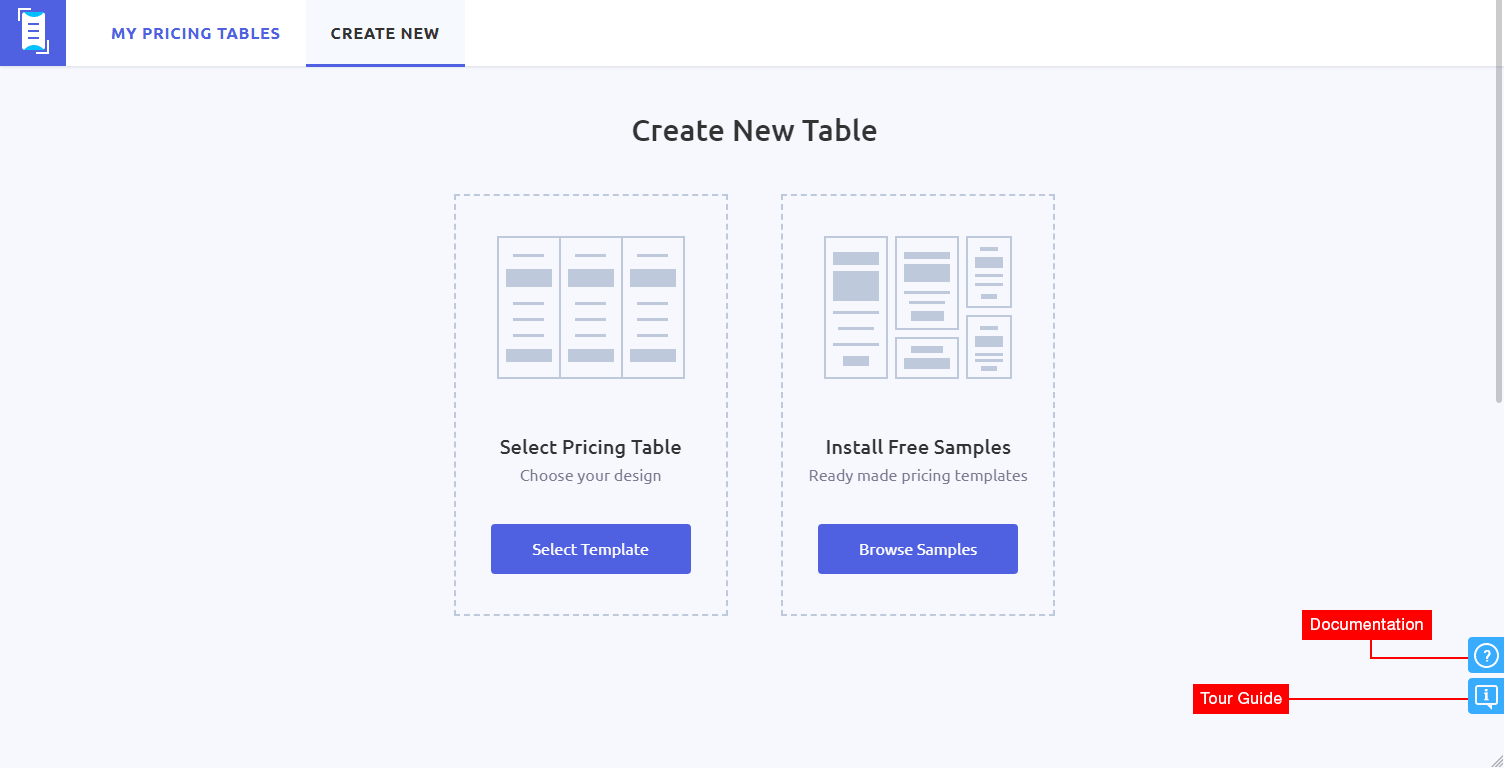 MY PRICING TABLES
CREATE NEW
Create New Table
Select Pricing Table
Choose your design
Select Template
Install Free Samples
Ready made pricing templates
Browse Samples
Documentation
?
Tour Guide
i